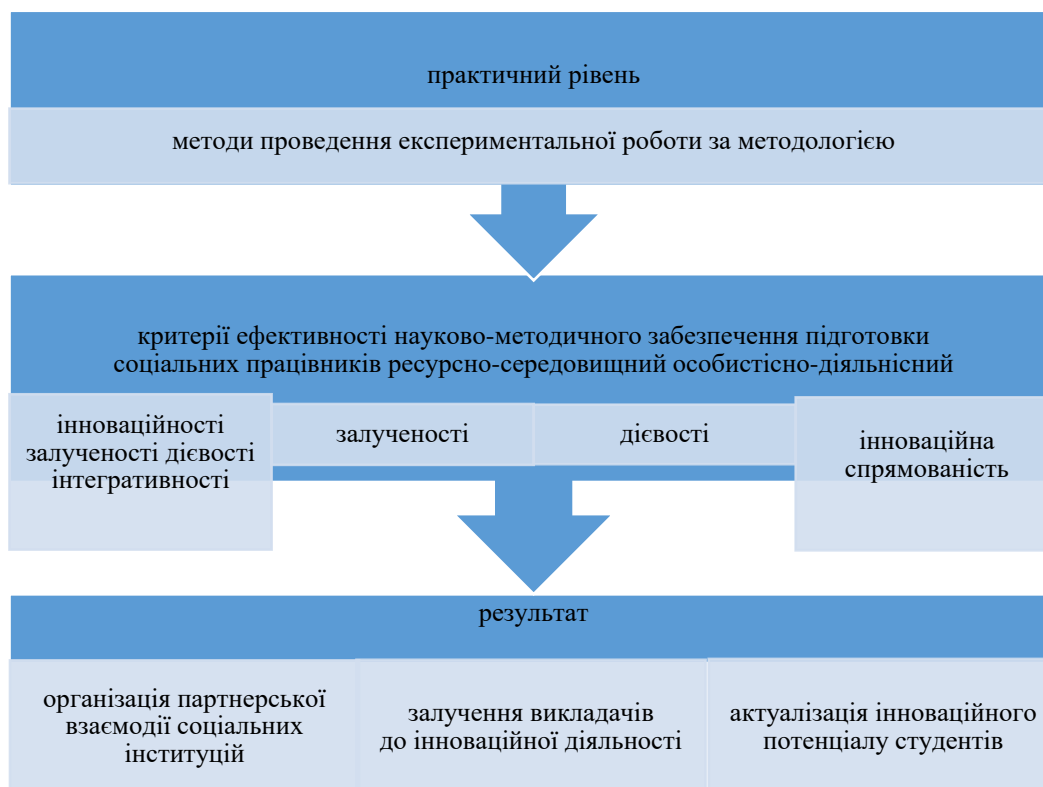 практичний рівень
методи проведення експериментальної роботи за методологією
критерії ефективності науково-методичного забезпечення підготовки
соціальних працівників ресурсно-середовищний особистісно-діяльнісний
інноваційності
залученості дієвості
інтегративності
залученості
дієвості
інноваційна
спрямованість
результат
організація партнерської
взаємодії соціальних
інституцій
залучення викладачів
до інноваційної діяльності
актуалізація інноваційного
потенціалу студентів